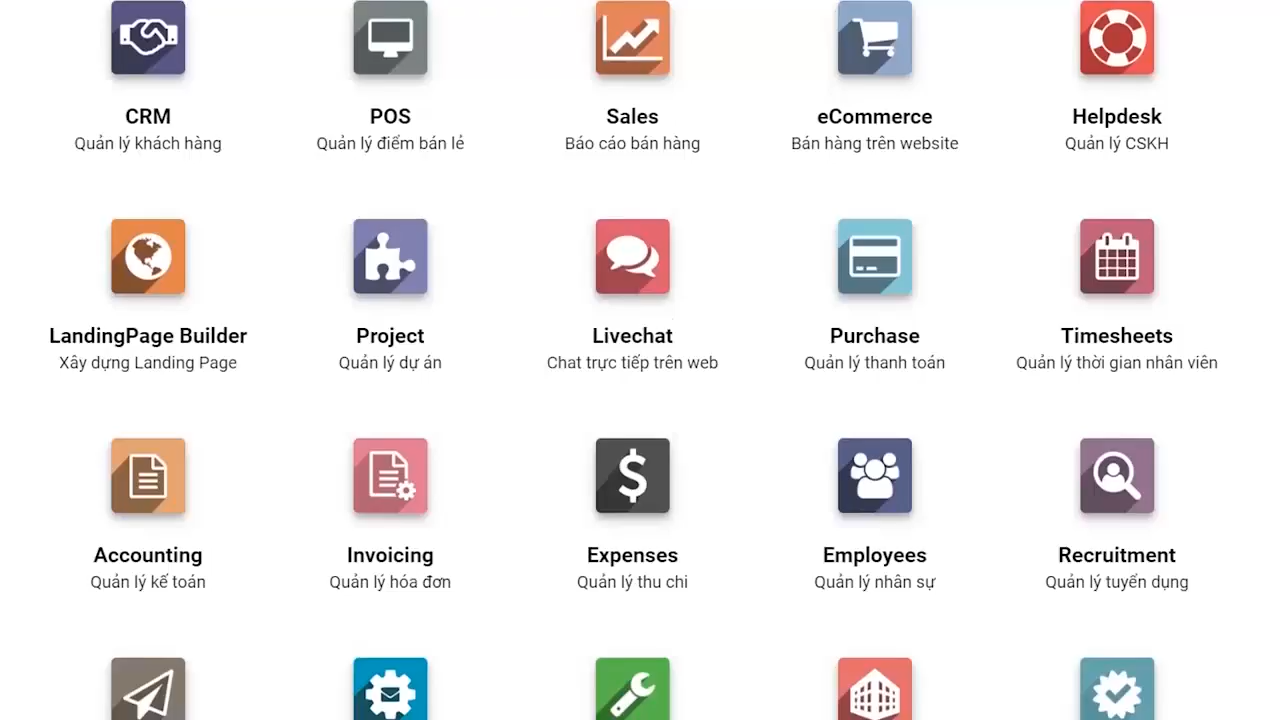 CRM
Quản lý khách hàng
POS
Quản lý điểm bán lẻ
Sales
Báo cáo bán hàng
eCommerce
Bán hàng trên website
Helpdesk
Quản lý CSKH
LandingPage Builder
Xây dựng Landing Page
Project
Quản lý dự án
Livechat
Chat trực tiếp trên web
Purchase
Quản lý thanh toán
Timesheets
Quản lý thời gian nhân viên
Accounting
Quản lý kế toán
Invoicing
Quản lý hóa đơn
Expenses
Quản lý thu chi
Employees
Quản lý nhân sự
Recruitment
Quản lý tuyển dụng